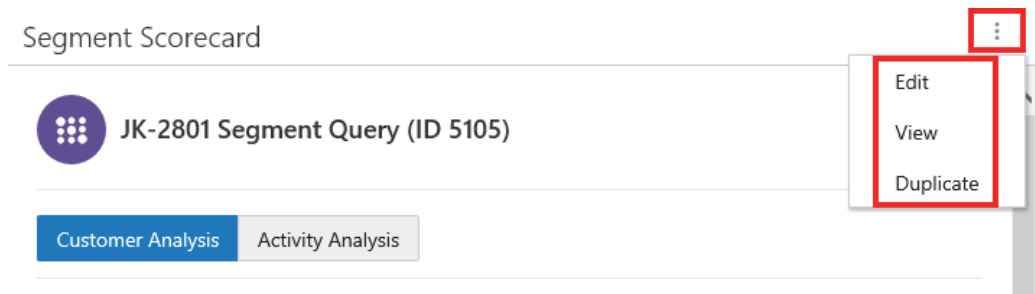 Segment Scorecard
Edit
JK-2801 Segment Query (ID 5105)
View
Duplicate
Customer Analysis
Activity Analysis